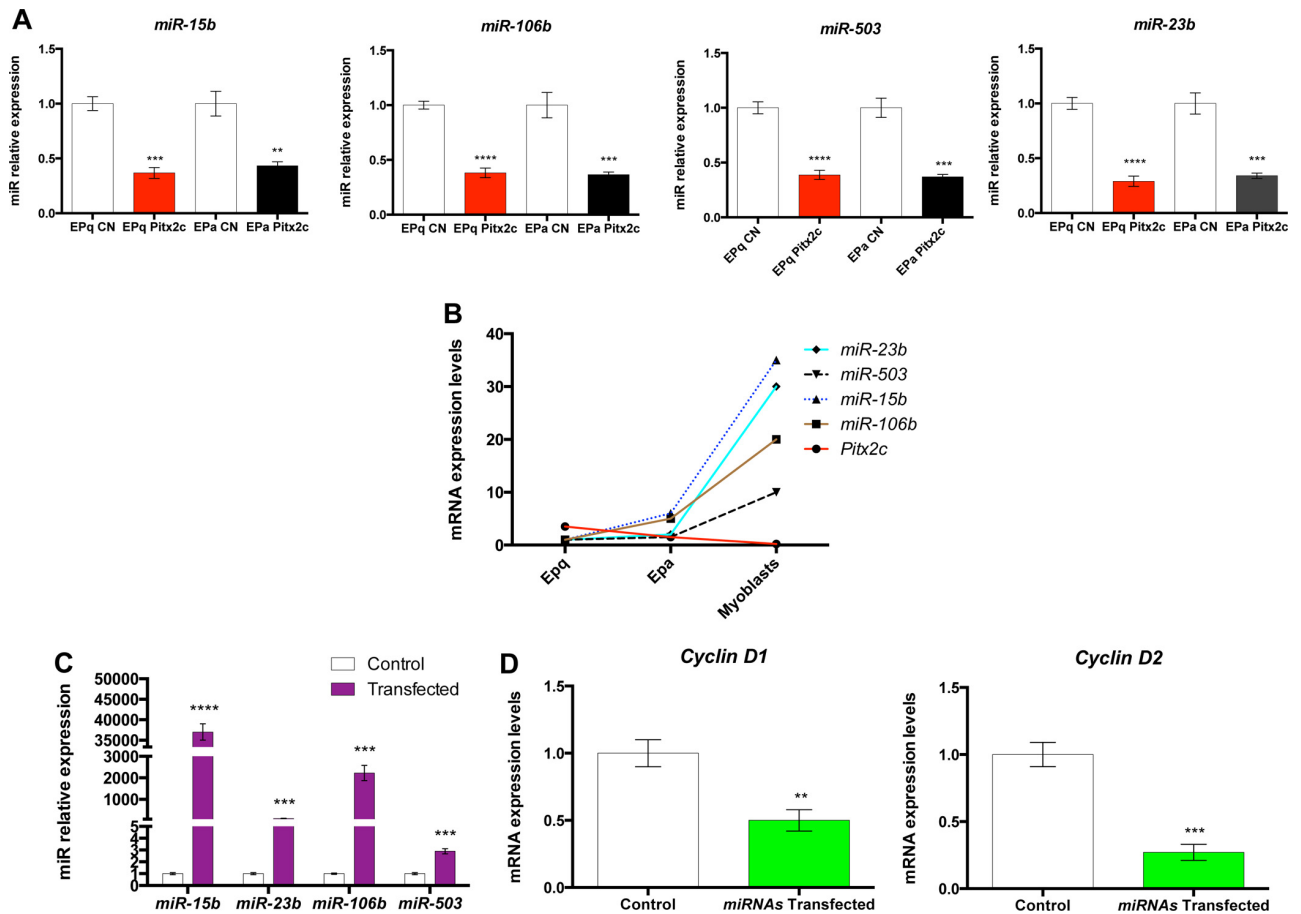 A
miR-15b
miR relative expression
1.5
1.0
0.5
0.0
***
**
EPq CN EPq Pitx2c EPa CN EPa Pitx2c
miR-106b
miR relative expression
1.5
1.0
0.5
0.0
****
***
EPq CN EPq Pitx2c EPa CN EPa Pitx2c
miR-503
miR relative expression
1.5
1.0
0.5
0.0
****
***
EPq CN
EPq Pitx2c
EPa CN
EPa Pitx2c
miR-23b
miR relative expression
1.5
1.0
0.5
0.0
****
***
EPq CN EPq Pitx2c EPa CN EPa Pitx2c
B
mRNA expression levels
40
30
20
10
0
Epq
Epa
Myoblasts
miR-23b
miR-503
miR-15b
miR-106b
Pitx2c
C
Control
Transfected
miR relative expression
50000
45000
40000
35000
3000
2000
1000
5
4
3
2
1
0
****
***
***
***
miR-15b miR-23b miR-106b miR-503
D
Cyclin D1
mRNA expression levels
1.5
1.0
0.5
0.0
**
Control miRNAs Transfected
Cyclin D2
mRNA expression levels
1.5
1.0
0.5
0.0
***
Control miRNAs Transfected